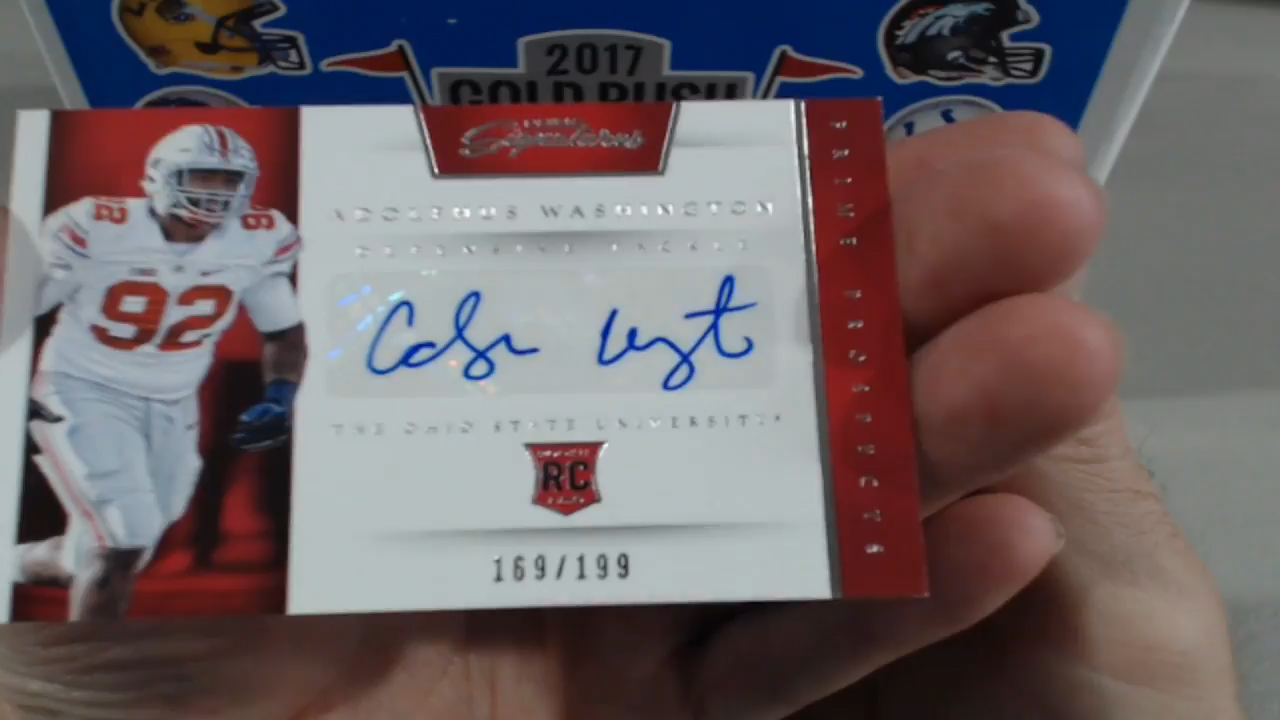 2017
GOLD RUSH
PRIME
Signatures
ADOLPHUS WASHINGTON
DEFENSIVE TACKLE
THE OHIO STATE UNIVERSITY
RC
169/199
PRIME PROSPECTS
92
92
92